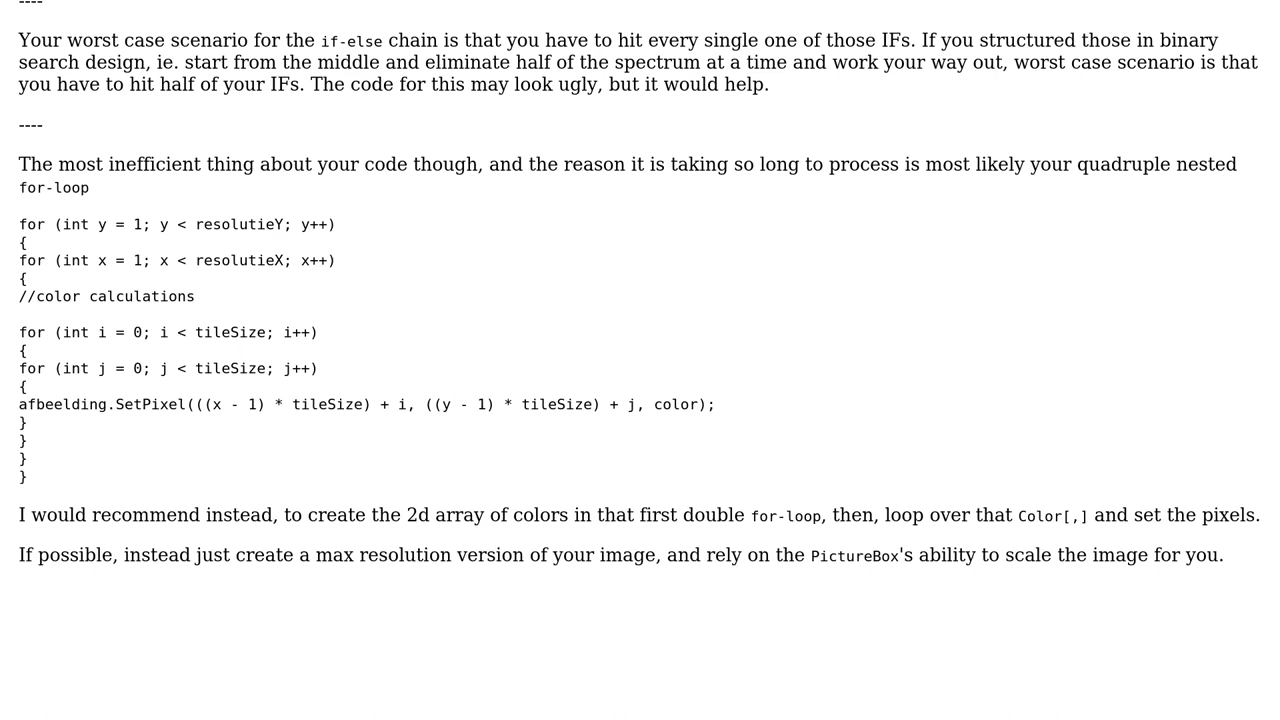 ----
Your worst case scenario for the if-else chain is that you have to hit every single one of those IFs. If you structured those in binary
search design, ie. start from the middle and eliminate half of the spectrum at a time and work your way out, worst case scenario is that
you have to hit half of your IFs. The code for this may look ugly, but it would help.
----
The most inefficient thing about your code though, and the reason it is taking so long to process is most likely your quadruple nested
for-loop
for (int y = 1; y < resolutieY; y++)
{
for (int x = 1; x < resolutieX; x++)
{
//color calculations
for (int i = 0; i < tileSize; i++)
{
for (int j = 0; j < tileSize; j++)
{
afbeelding.SetPixel(((x - 1) * tileSize) + i, ((y - 1) * tileSize) + j, color);
}
}
}
}
I would recommend instead, to create the 2d array of colors in that first double for-loop, then, loop over that Color[,] and set the pixels.
If possible, instead just create a max resolution version of your image, and rely on the PictureBox's ability to scale the image for you.